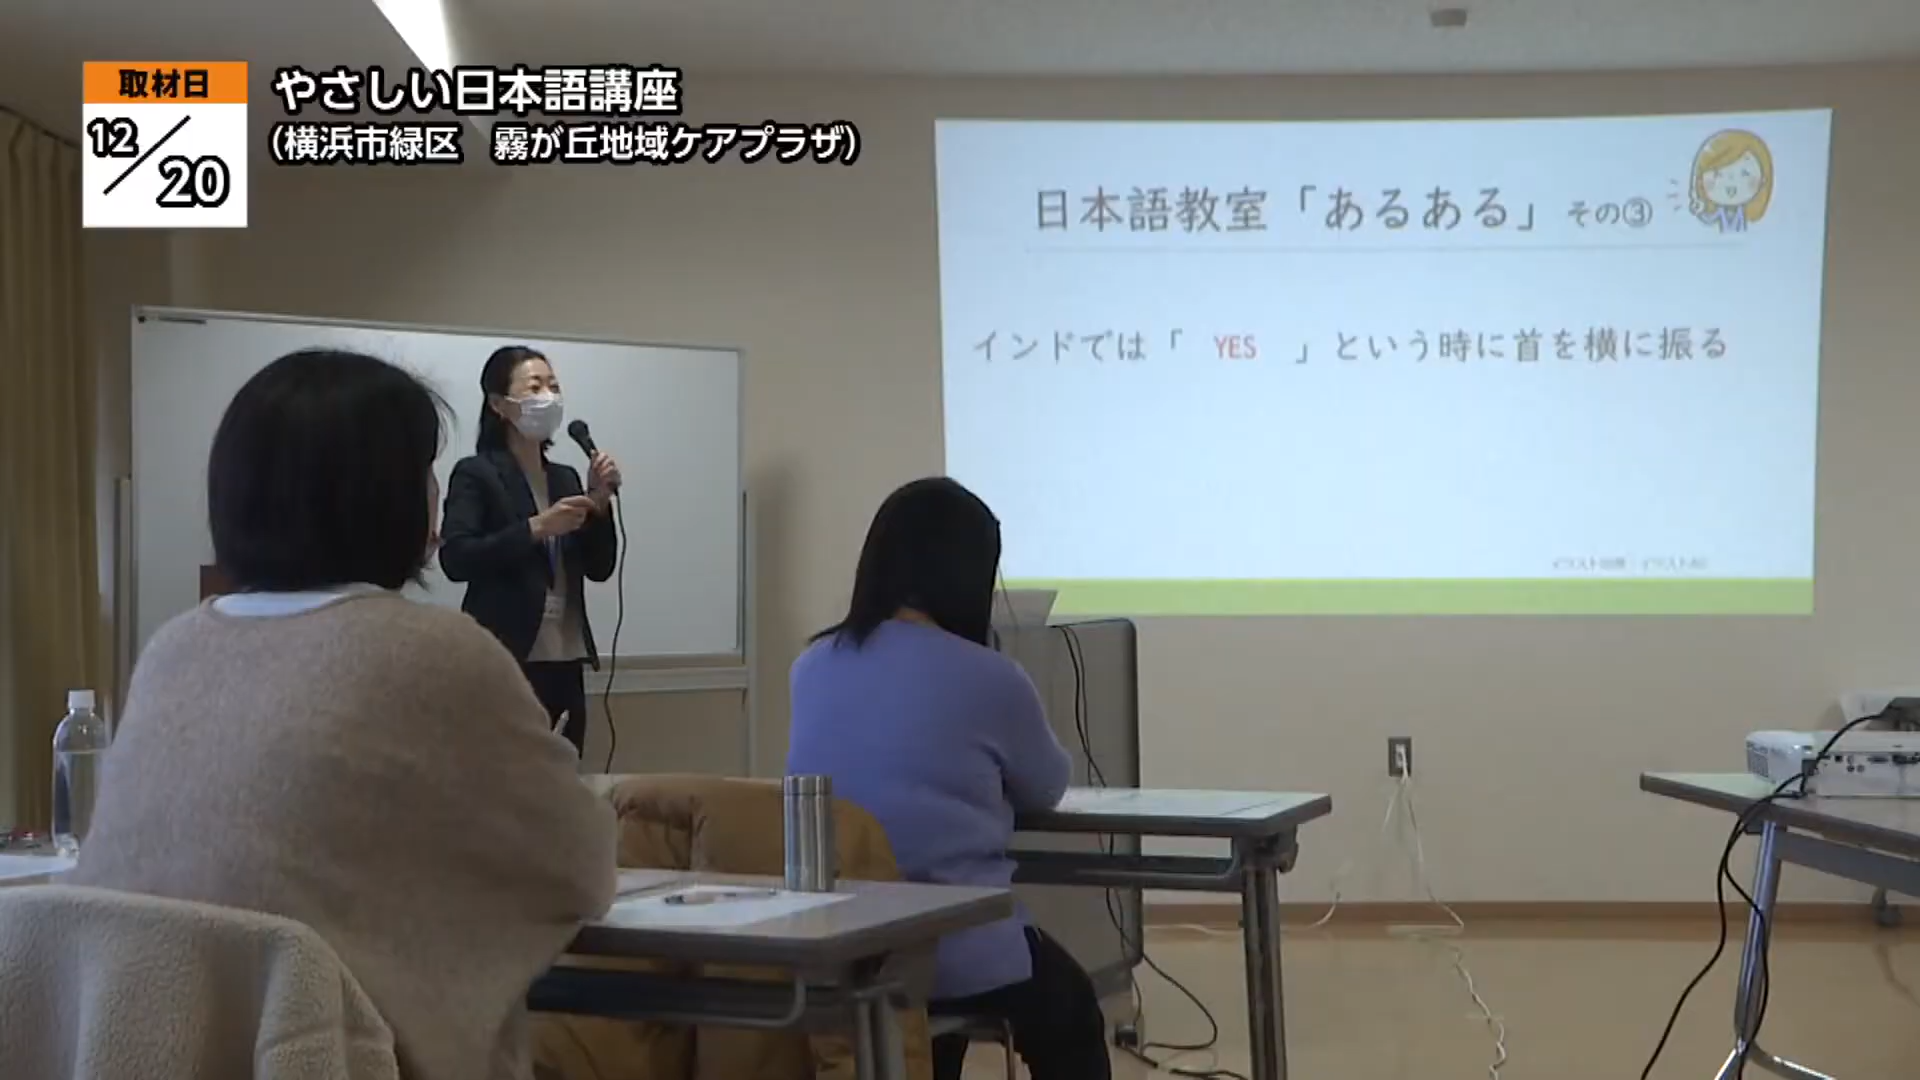 取材日
12/20
やさしい日本語講座
(横浜市緑区　霧が丘地域ケアプラザ)
日本語教室「あるある」 その③
インドでは「 YES 」という時に首を横に振る